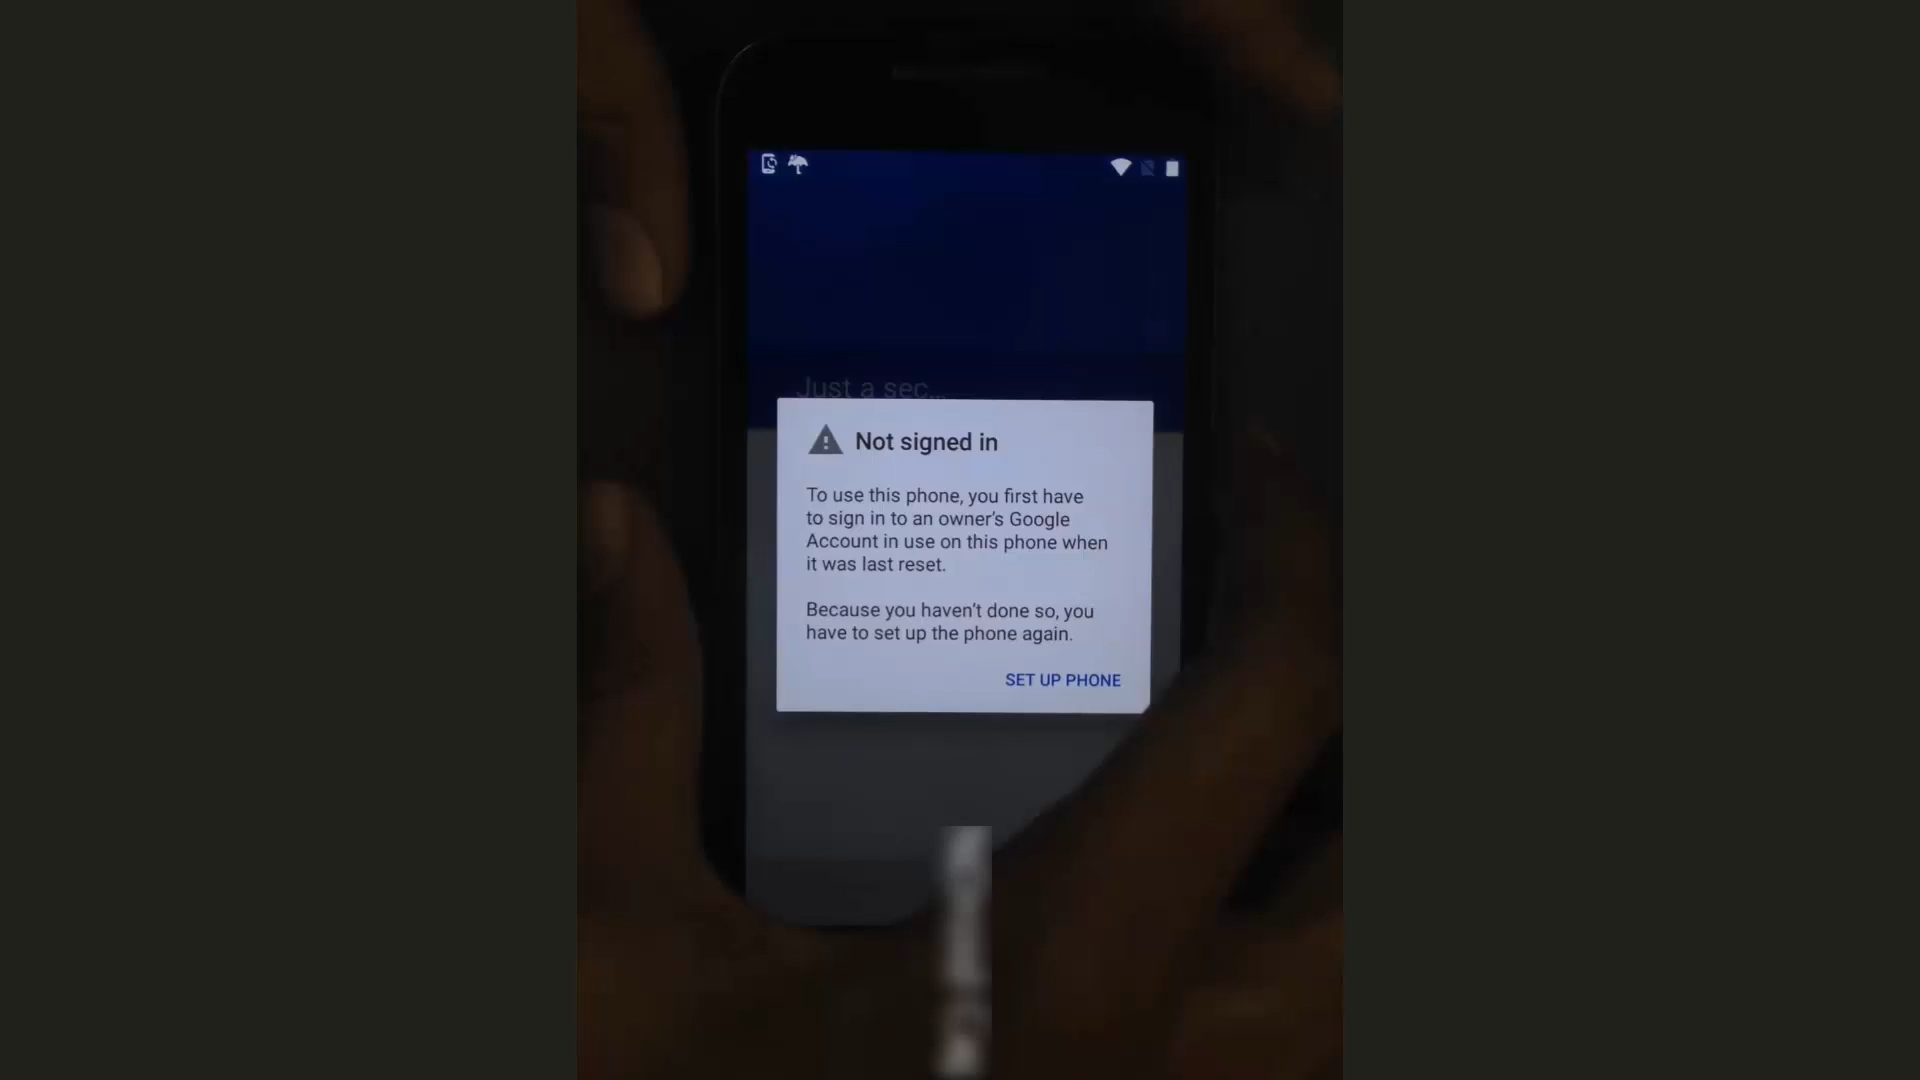 Just a sec...
Not signed in
To use this phone, you first have
to sign in to an owner's Google
Account in use on this phone when
it was last reset.
Because you haven't done so, you
have to set up the phone again.
SET UP PHONE